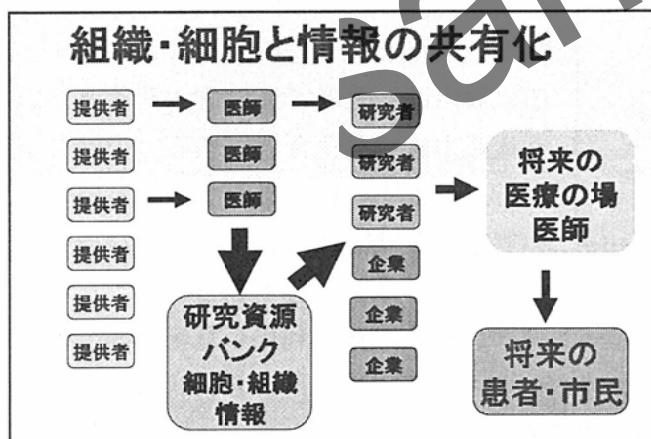 組織・細胞と情報の共有化
提供者
提供者
提供者
提供者
提供者
提供者
医師
医師
医師
研究資源
バンク
細胞・組織
情報
研究者
研究者
研究者
企業
企業
企業
将来の
医療の場
医師
将来の
患者・市民